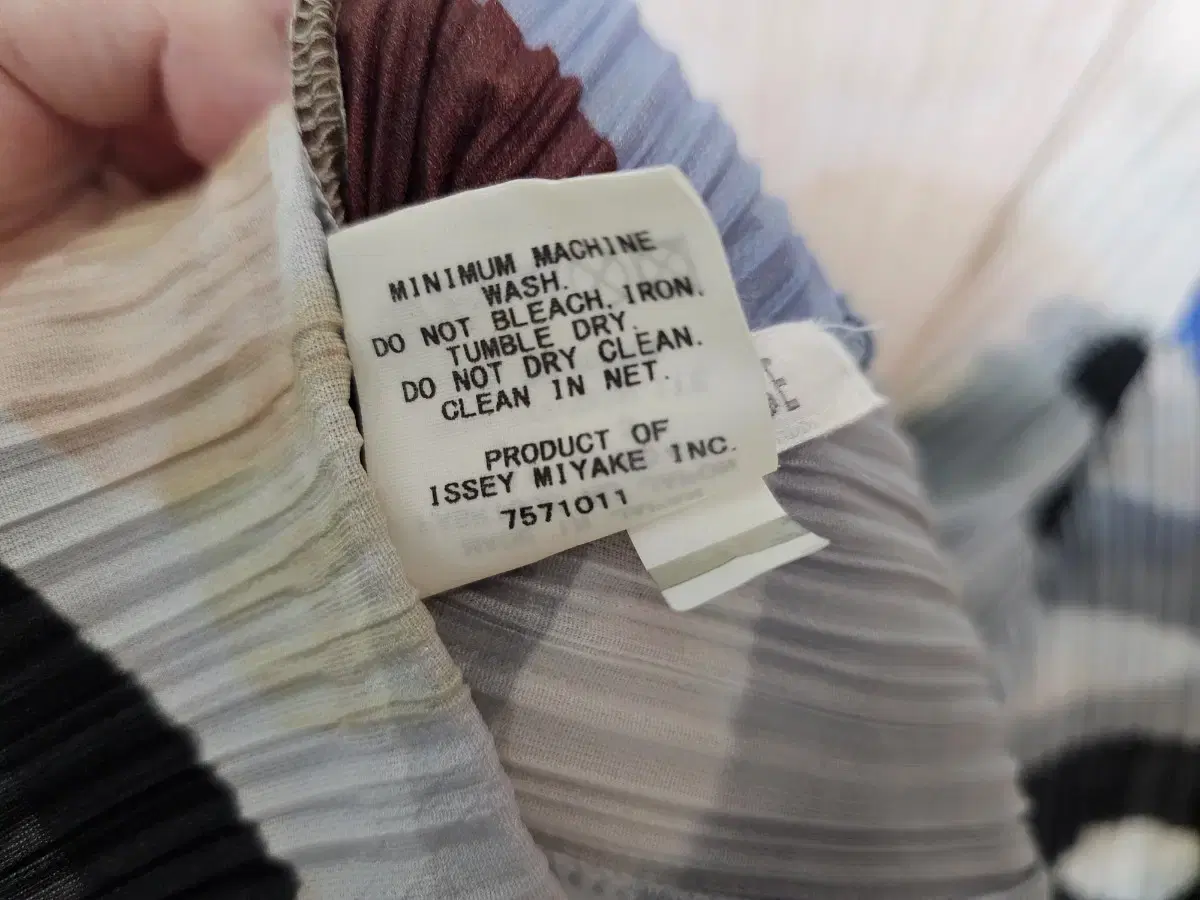 MINIMUM MACHINE
WASH.
DO NOT BLEACH. IRON.
TUMBLE DRY.
DO NOT DRY CLEAN.
CLEAN IN NET.
PRODUCT OF
ISSEY MIYAKE INC.
7571011